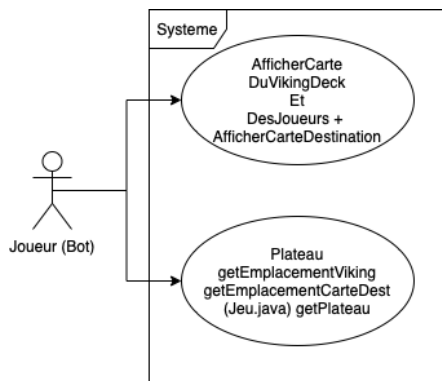 Systeme
AfficherCarte
DuVikingDeck
Et
DesJoueurs +
AfficherCarteDestination
Joueur (Bot)
Plateau
getEmplacementViking
getEmplacementCarteDest
(Jeu.java) getPlateau